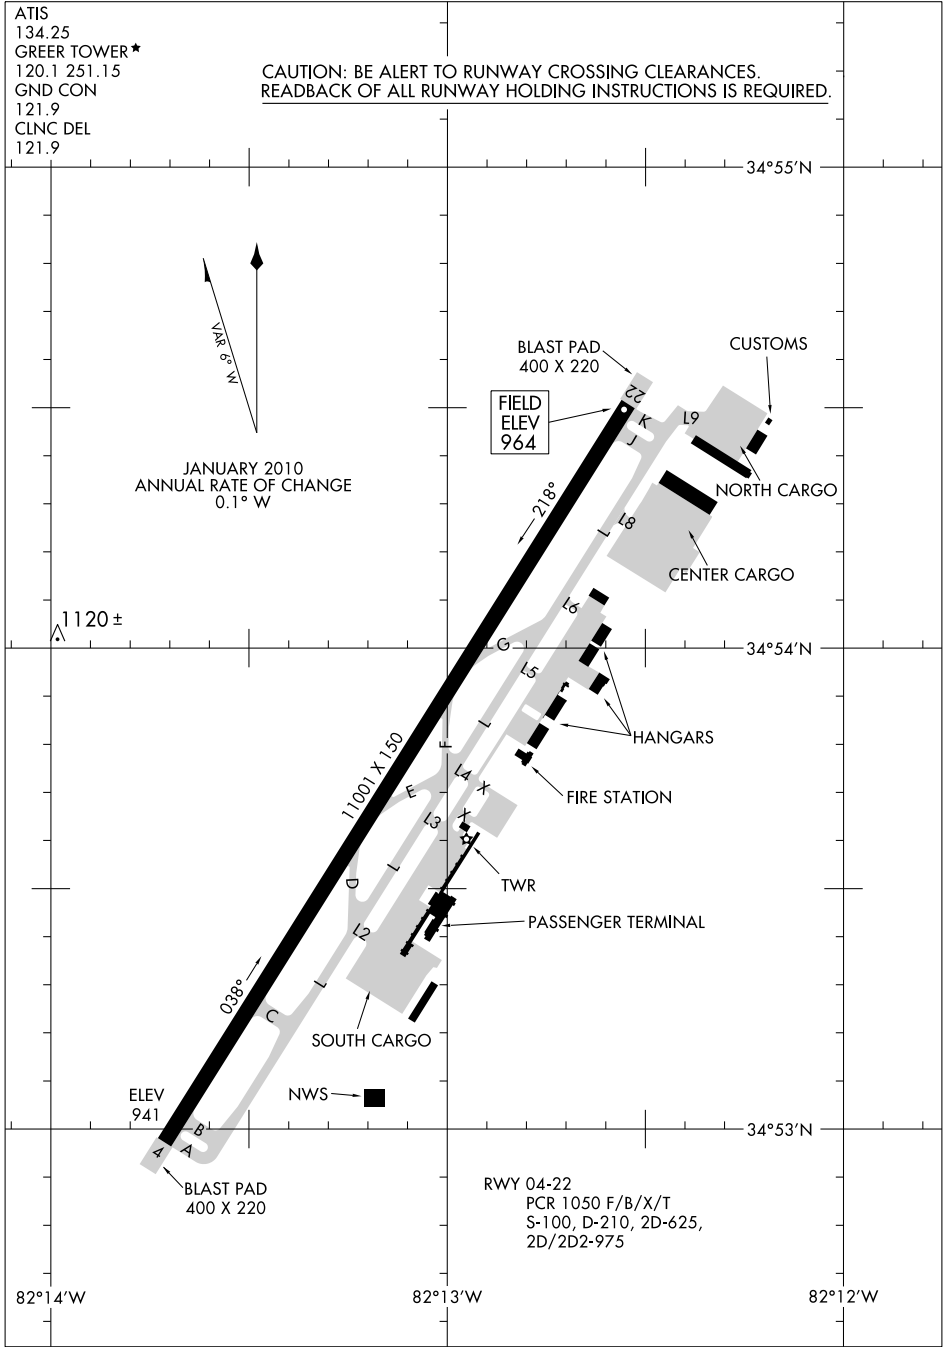 ATIS
134.25
GREER TOWER★
120.1 251.15
GND CON
121.9
CLNC DEL
121.9
CAUTION: BE ALERT TO RUNWAY CROSSING CLEARANCES.
READBACK OF ALL RUNWAY HOLDING INSTRUCTIONS IS REQUIRED.
34°55'N
VAR 6° W
JANUARY 2010
ANNUAL RATE OF CHANGE
0.1° W
BLAST PAD
400 X 220
CUSTOMS
FIELD
ELEV
964
22
K
J
L9
NORTH CARGO
218°
L
L8
CENTER CARGO
1120 ±
L6
G
34°54'N
L5
L
HANGARS
F
11001 X 150
L4
X
E
FIRE STATION
L3
X
L
TWR
D
PASSENGER TERMINAL
L2
038°
L
C
SOUTH CARGO
NWS
ELEV
941
B
A
4
34°53'N
BLAST PAD
400 X 220
RWY 04-22
PCR 1050 F/B/X/T
S-100, D-210, 2D-625,
2D/2D2-975
82°14'W
82°13'W
82°12'W